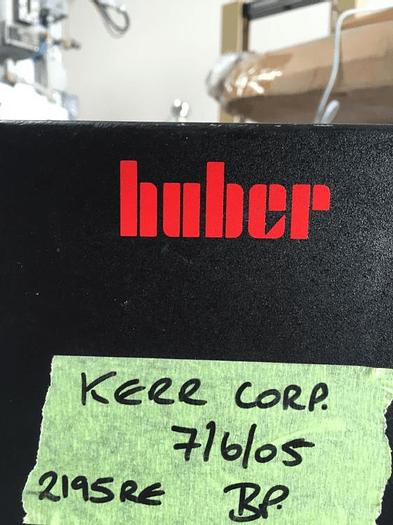 huber
KERR CORP.
7/6/05
2195RE BP.